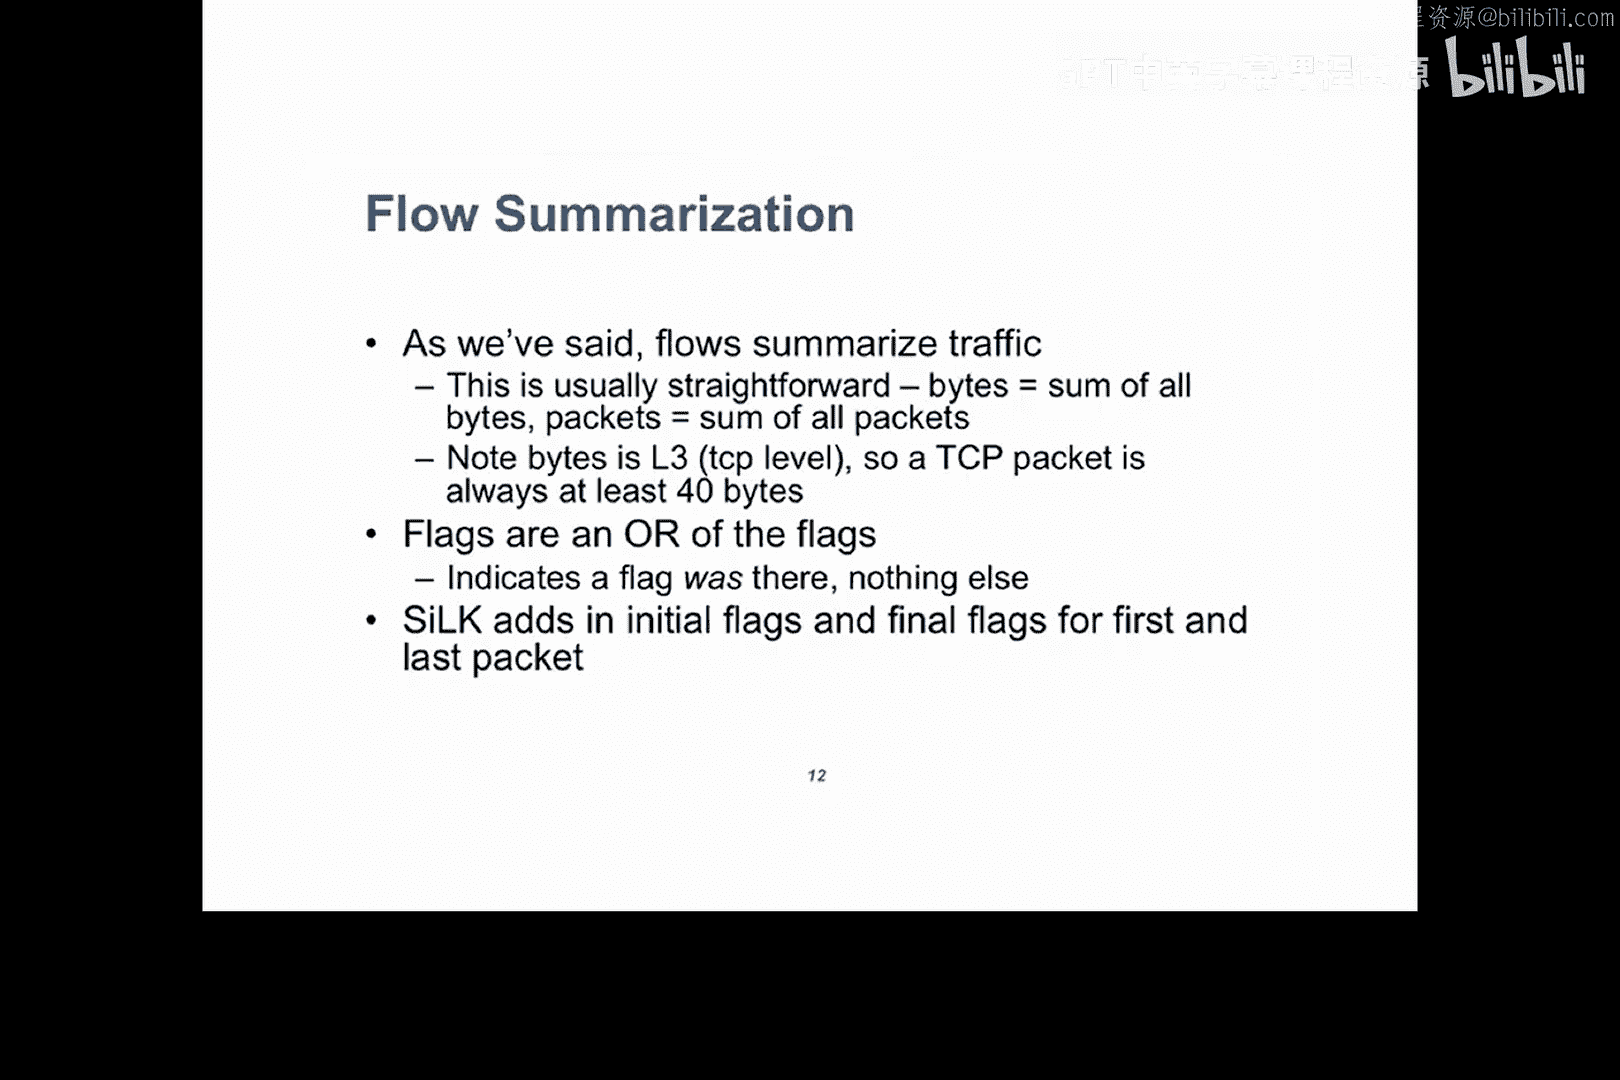 资源@bilibili.com
bilibili
Flow Summarization
• As we’ve said, flows summarize traffic
– This is usually straightforward – bytes = sum of all
bytes, packets = sum of all packets
– Note bytes is L3 (tcp level), so a TCP packet is
always at least 40 bytes
• Flags are an OR of the flags
– Indicates a flag was there, nothing else
• SiLK adds in initial flags and final flags for first and
last packet
12